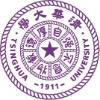 清華大學
TSINGHUA UNIVERSITY
–1911–